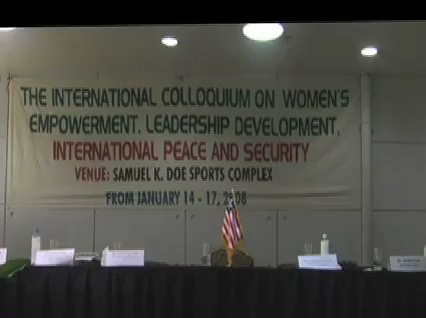 THE INTERNATIONAL COLLOQUIUM ON WOMEN'S
EMPOWERMENT, LEADERSHIP DEVELOPMENT,
INTERNATIONAL PEACE AND SECURITY
VENUE: SAMUEL K. DOE SPORTS COMPLEX
FROM JANUARY 14 - 17, 2008